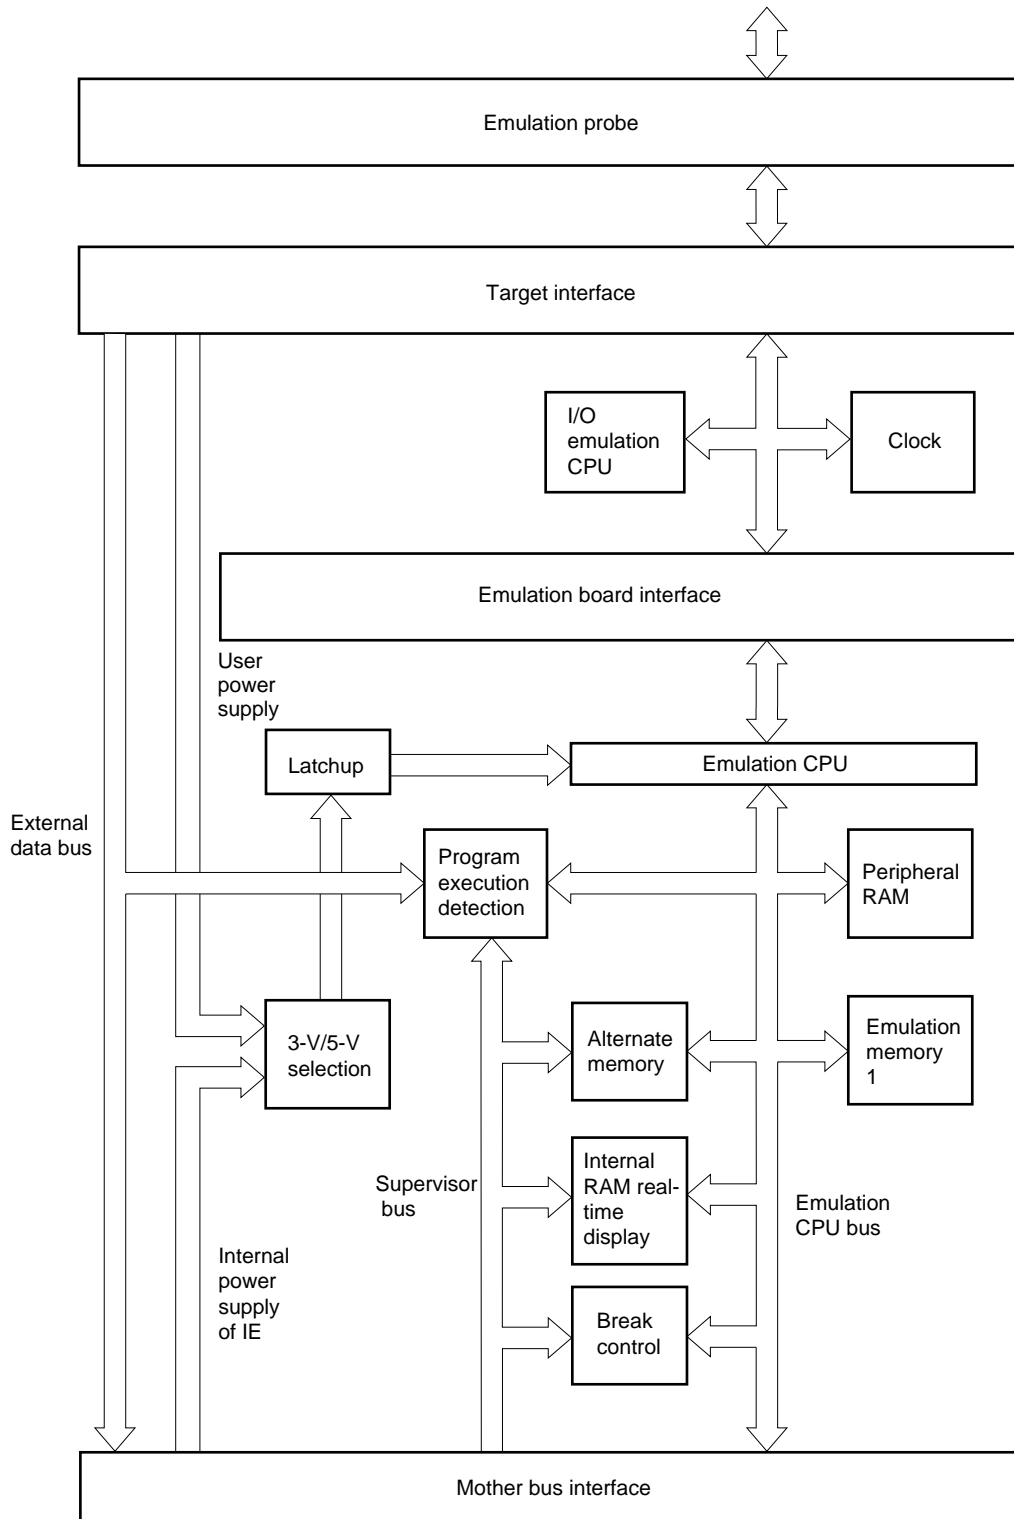 Emulation probe
Target interface
I/O
emulation
CPU
Clock
Emulation board interface
User
power
supply
Latchup
Emulation CPU
External
data bus
Program
execution
detection
Peripheral
RAM
3-V/5-V
selection
Alternate
memory
Emulation
memory
1
Supervisor
bus
Internal
RAM real-
time
display
Emulation
CPU bus
Internal
power
supply
of IE
Break
control
Mother bus interface